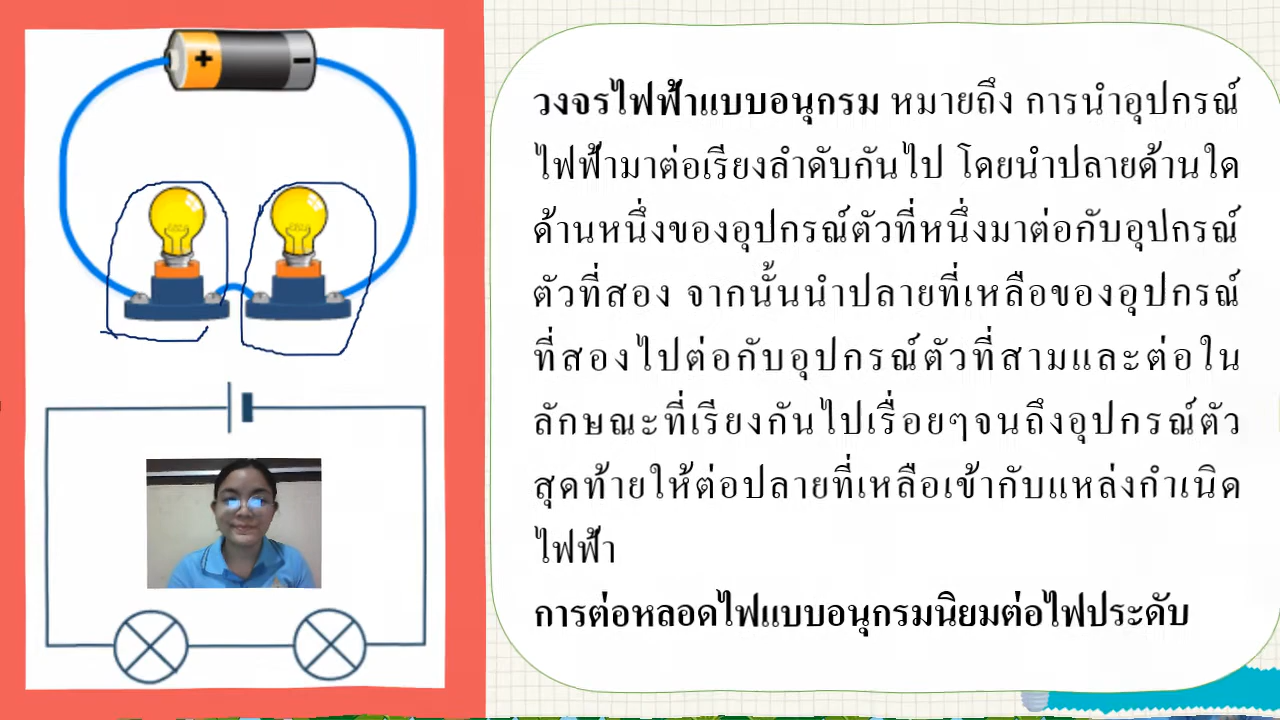 + -
วงจรไฟฟ้าแบบอนุกรม หมายถึง การนำอุปกรณ์
ไฟฟ้ามาต่อเรียงลำดับกันไป โดยนำปลายด้านใด
ด้านหนึ่งของอุปกรณ์ตัวที่หนึ่งมาต่อกับอุปกรณ์
ตัวที่สอง จากนั้นนำปลายที่เหลือของอุปกรณ์
ที่สองไปต่อกับอุปกรณ์ตัวที่สามและต่อใน
ลักษณะที่เรียงกันไปเรื่อยๆจนถึงอุปกรณ์ตัว
สุดท้ายให้ต่อปลายที่เหลือเข้ากับแหล่งกำเนิด
ไฟฟ้า
การต่อหลอดไฟแบบอนุกรมนิยมต่อไฟประดับ